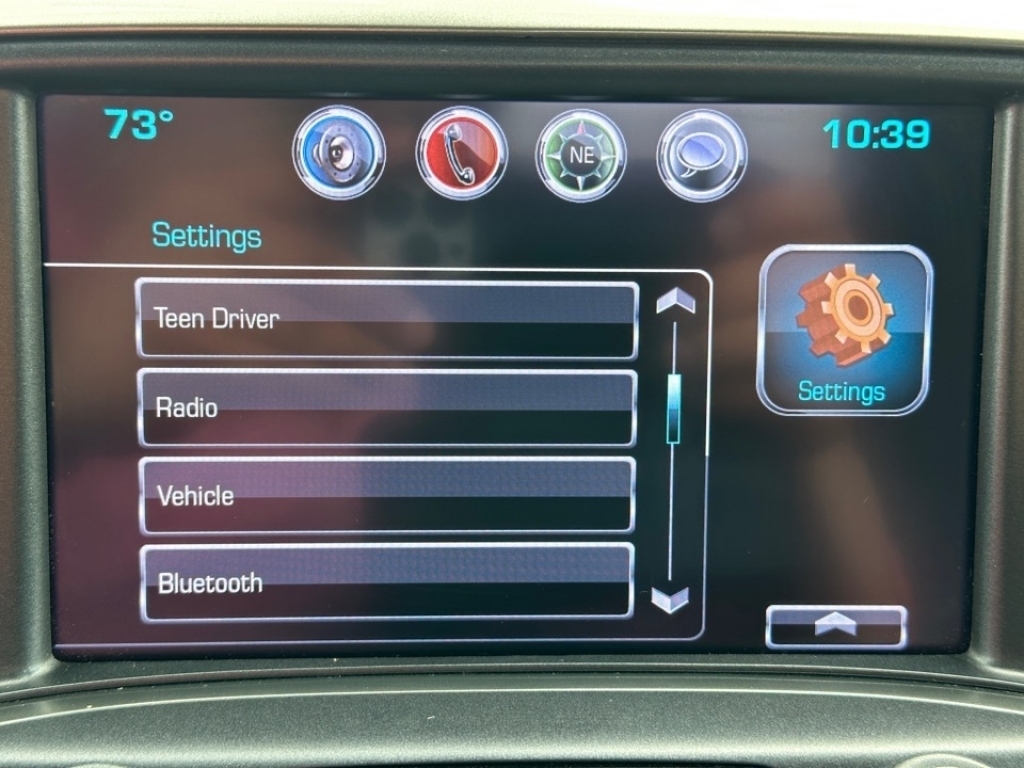 73°
NE
10:39
Settings
Teen Driver
Radio
Vehicle
Bluetooth
Settings